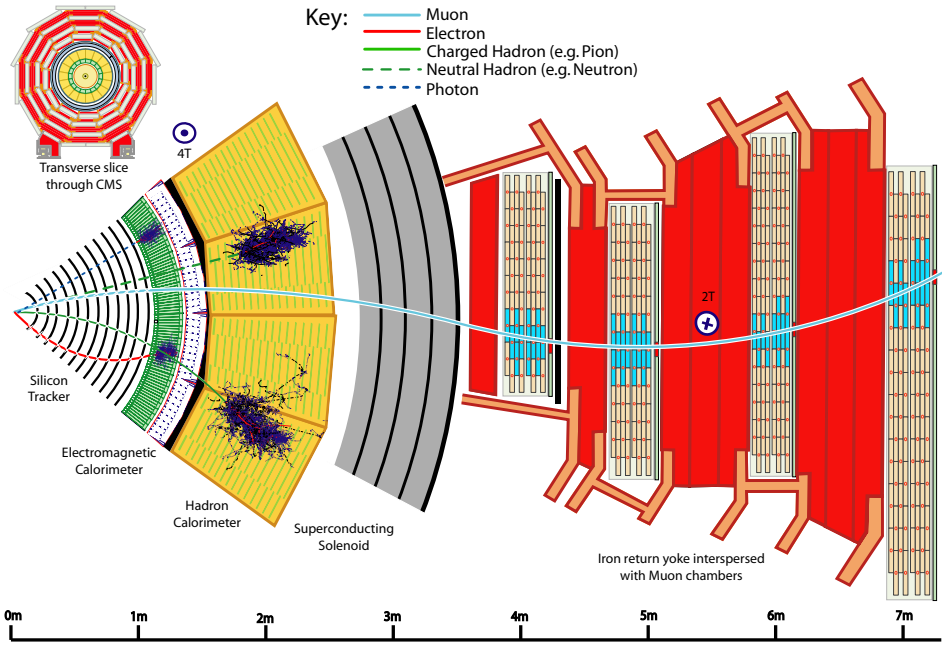 Key:
Muon
Electron
Charged Hadron (e.g. Pion)
Neutral Hadron (e.g. Neutron)
Photon
Transverse slice
through CMS
4T
2T
Silicon
Tracker
Electromagnetic
Calorimeter
Hadron
Calorimeter
Superconducting
Solenoid
Iron return yoke interspersed
with Muon chambers
0m 1m 2m 3m 4m 5m 6m 7m